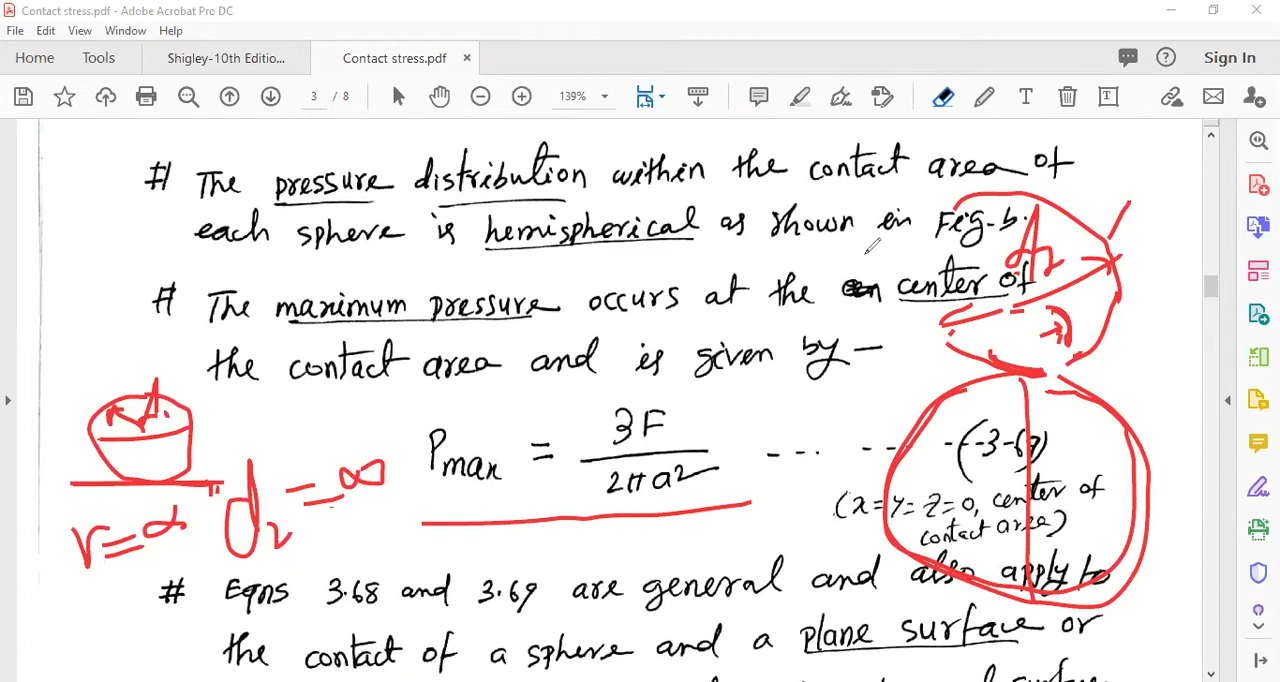 Contact stress.pdf - Adobe Acrobat Pro DC
File Edit View Window Help
Home Tools Shigley-10th Editio... Contact stress.pdf × Sign In
3 / 8 139%
# The pressure distribution within the contact area of
each sphere is hemispherical as shown in Fig-b.
# The maximum pressure occurs at the center of
the contact area and is given by —
Pmax = 3F / 2πa² --- -- -(-3-69)
(x=y=z=0, center of
contact area)
d₁
r=∞ d₂ =∞
# Eqns 3.68 and 3.69 are general and also apply to
the contact of a sphere and a plane surface or